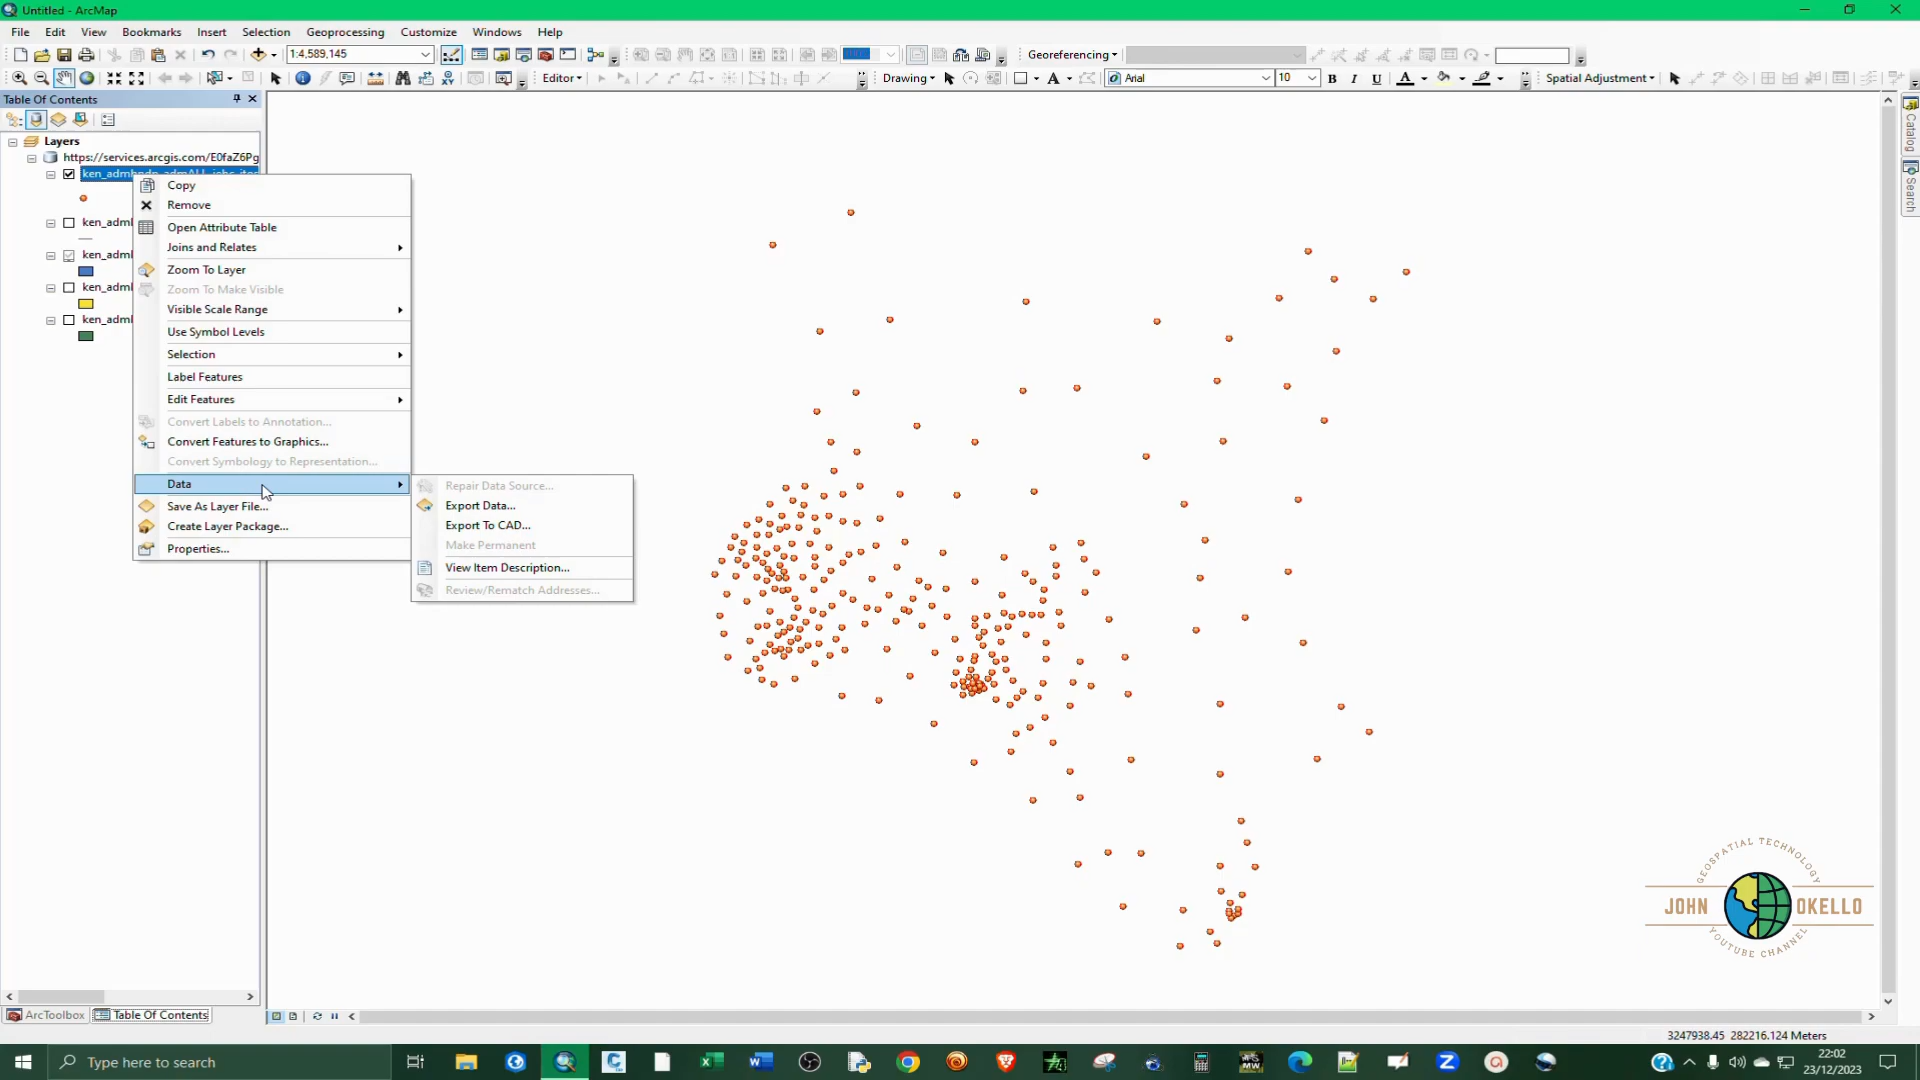 Untitled - ArcMap
File Edit View Bookmarks Insert Selection Geoprocessing Customize Windows Help
1:4,589,145
Georeferencing
Editor
Drawing
Arial
10
B I U A
Spatial Adjustment
Table Of Contents
Layers
https://services.arcgis.com/E0faZ6Pg
ken_adm
ken_adml
ken_adml
ken_adml
ken_adml
Copy
Remove
Open Attribute Table
Joins and Relates
Zoom To Layer
Zoom To Make Visible
Visible Scale Range
Use Symbol Levels
Selection
Label Features
Edit Features
Convert Labels to Annotation...
Convert Features to Graphics...
Convert Symbology to Representation...
Data
Save As Layer File...
Create Layer Package...
Properties...
Repair Data Source...
Export Data...
Export To CAD...
Make Permanent
View Item Description...
Review/Rematch Addresses...
Catalog
Search
GEOSPATIAL TECHNOLOGY
JOHN OKELLO
YOUTUBE CHANNEL
ArcToolbox
Table Of Contents
3247938.45 282216.124 Meters
Type here to search
22:02
23/12/2023